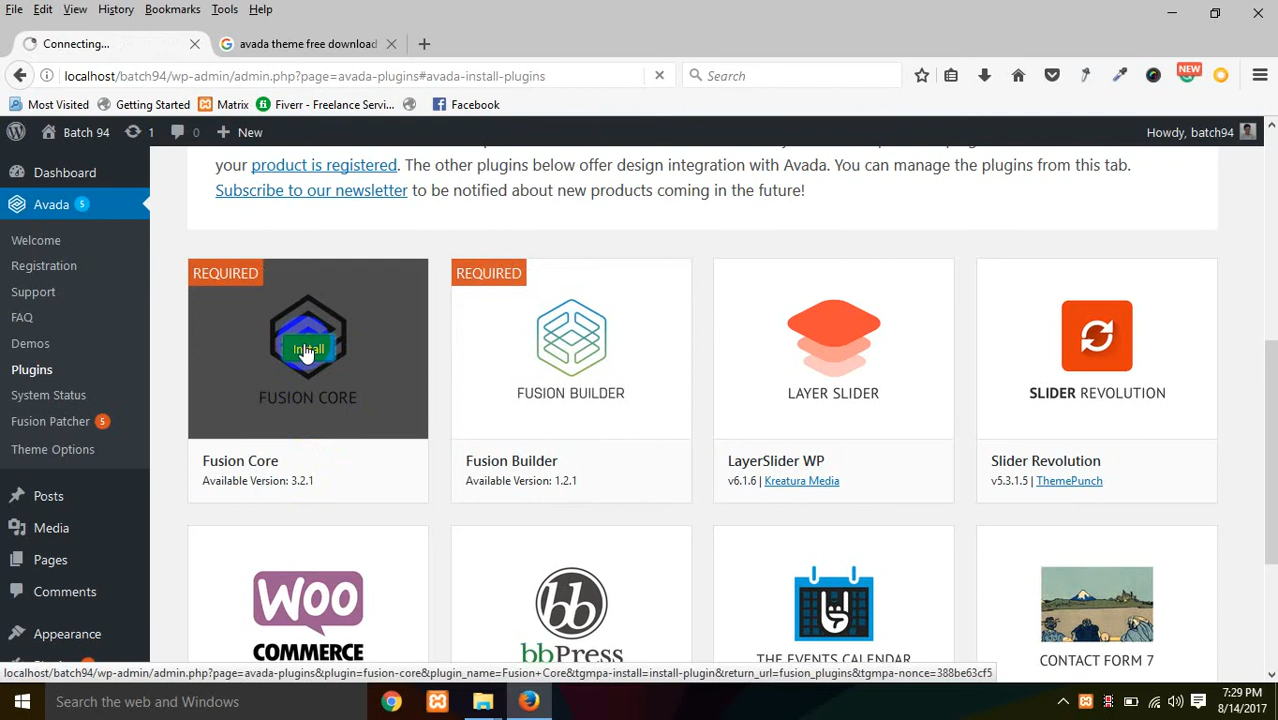 File Edit View History Bookmarks Tools Help
Connecting...
avada theme free download
localhost/batch94/wp-admin/admin.php?page=avada-plugins#avada-install-plugins
Search
NEW
Most Visited
Getting Started
Matrix
Fiverr - Freelance Servi...
Facebook
Batch 94
1
0
New
Howdy, batch94
Dashboard
Avada 5
Welcome
Registration
Support
FAQ
Demos
Plugins
System Status
Fusion Patcher 5
Theme Options
Posts
Media
Pages
Comments
Appearance
your product is registered. The other plugins below offer design integration with Avada. You can manage the plugins from this tab.
Subscribe to our newsletter to be notified about new products coming in the future!
REQUIRED
Install
FUSION CORE
Fusion Core
Available Version: 3.2.1
REQUIRED
FUSION BUILDER
Fusion Builder
Available Version: 1.2.1
LAYER SLIDER
LayerSlider WP
v6.1.6 | Kreatura Media
SLIDER REVOLUTION
Slider Revolution
v5.3.1.5 | ThemePunch
WOO
COMMERCE
bb
bbPress
THE EVENTS CALENDAR
CONTACT FORM 7
localhost/batch94/wp-admin/admin.php?page=avada-plugins&plugin=fusion-core&plugin_name=Fusion+Core&tgmpa-install=install-plugin&return_url=fusion_plugins&tgmpa-nonce=388be63cf5
Search the web and Windows
7:29 PM
8/14/2017